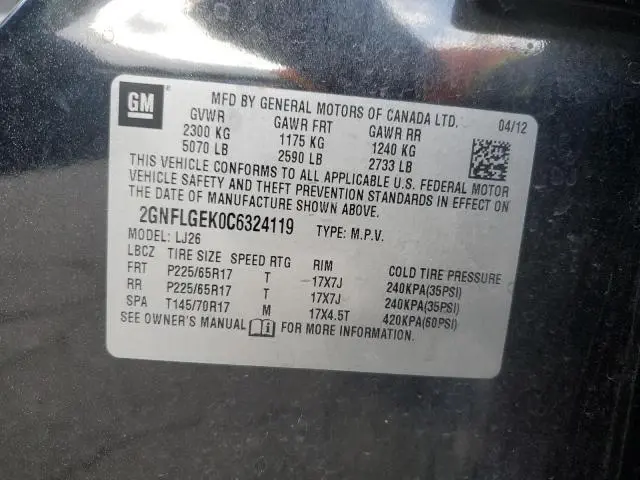 GM
MFD BY GENERAL MOTORS OF CANADA LTD. 04/12
GVWR GAWR FRT GAWR RR
2300 KG 1175 KG 1240 KG
5070 LB 2590 LB 2733 LB
THIS VEHICLE CONFORMS TO ALL APPLICABLE U.S. FEDERAL MOTOR
VEHICLE SAFETY AND THEFT PREVENTION STANDARDS IN EFFECT ON
THE DATE OF MANUFACTURE SHOWN ABOVE.
2GNFLGEK0C6324119 TYPE: M.P.V.
MODEL: LJ26
LBCZ TIRE SIZE SPEED RTG RIM COLD TIRE PRESSURE
FRT P225/65R17 T 17X7J 240KPA(35PSI)
RR P225/65R17 T 17X7J 240KPA(35PSI)
SPA T145/70R17 M 17X4.5T 420KPA(60PSI)
SEE OWNER'S MANUAL FOR MORE INFORMATION.